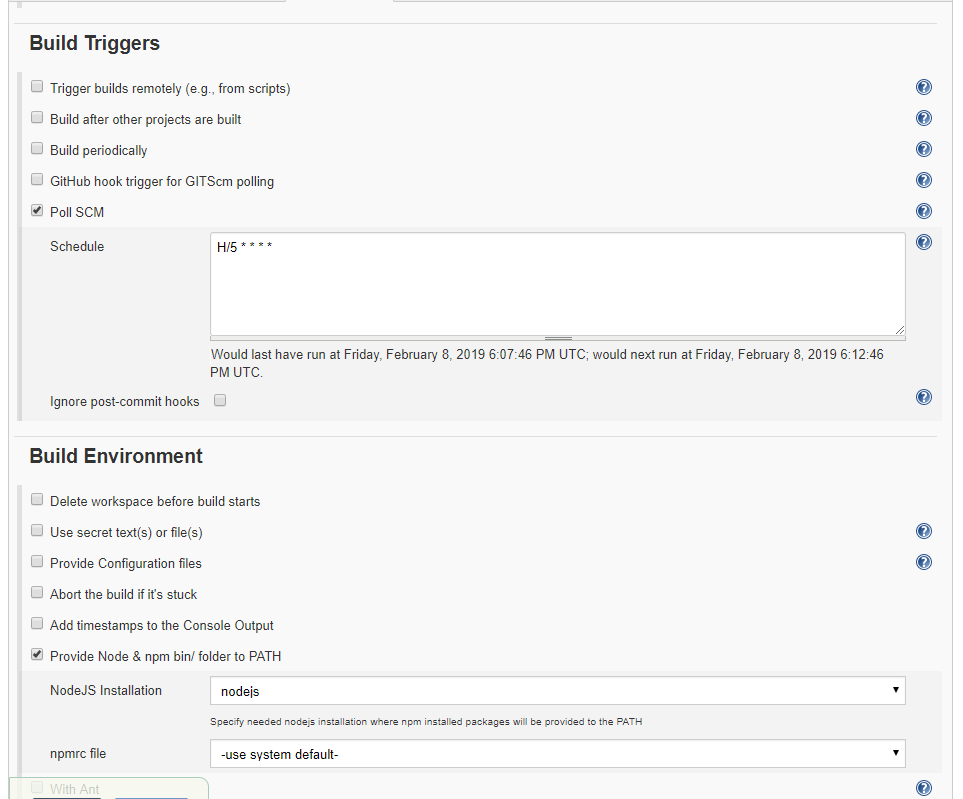 Build Triggers
Trigger builds remotely (e.g., from scripts)
Build after other projects are built
Build periodically
GitHub hook trigger for GITScm polling
Poll SCM
Schedule
H/5 * * * *
Would last have run at Friday, February 8, 2019 6:07:46 PM UTC; would next run at Friday, February 8, 2019 6:12:46
PM UTC.
Ignore post-commit hooks
Build Environment
Delete workspace before build starts
Use secret text(s) or file(s)
Provide Configuration files
Abort the build if it's stuck
Add timestamps to the Console Output
Provide Node & npm bin/ folder to PATH
NodeJS Installation
nodejs
Specify needed nodejs installation where npm installed packages will be provided to the PATH
npmrc file
-use system default-
With Ant